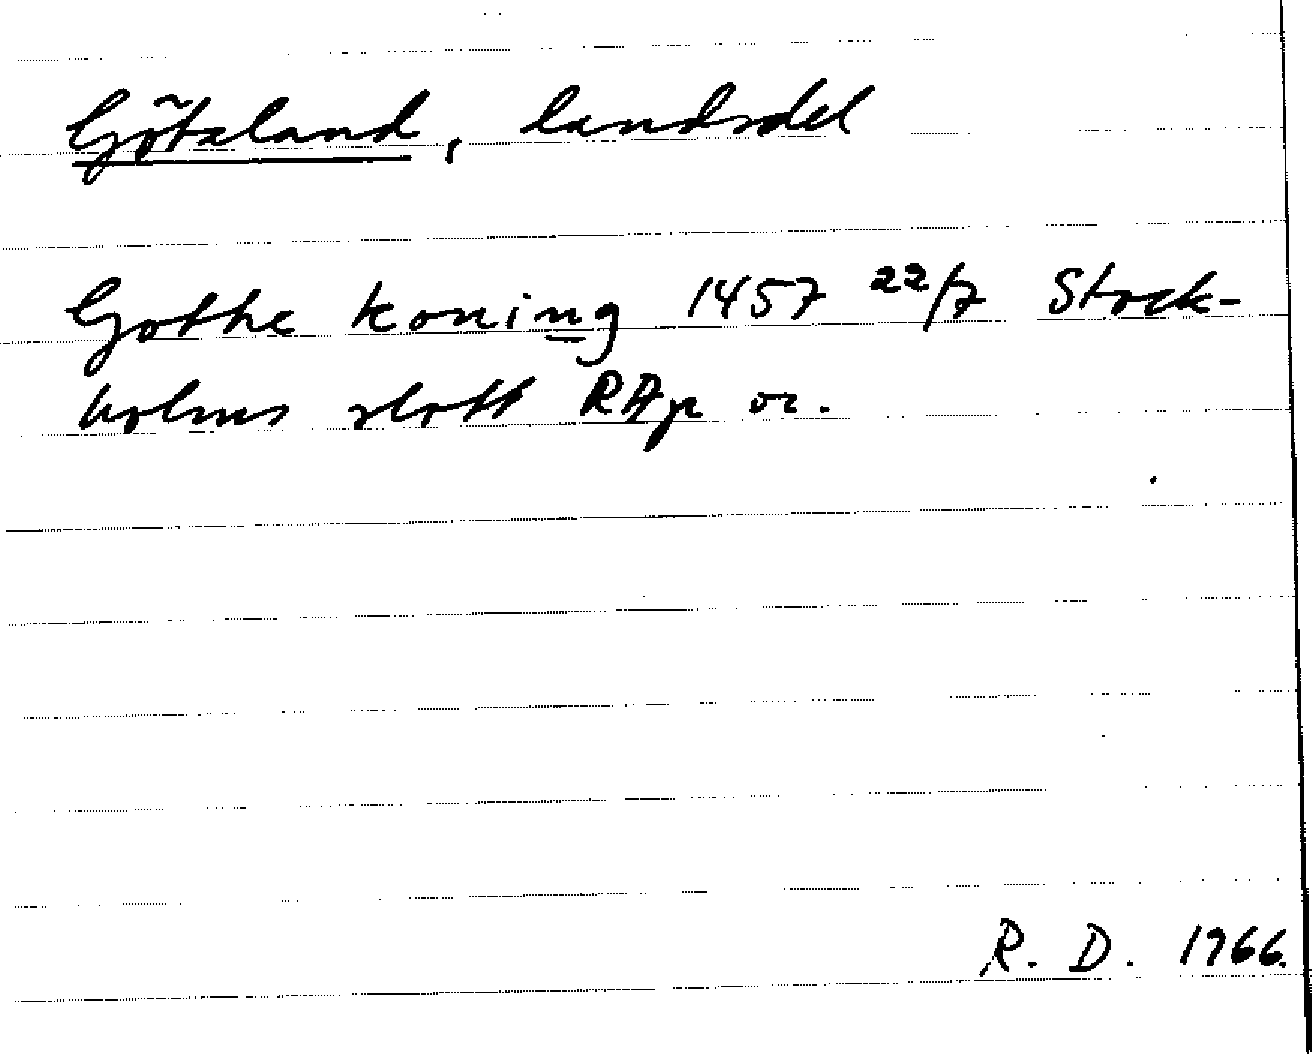 Götaland, landsdel
Gothe koning 1457 22/7 Stock-
holms slott RAp or.
R. D. 1966.